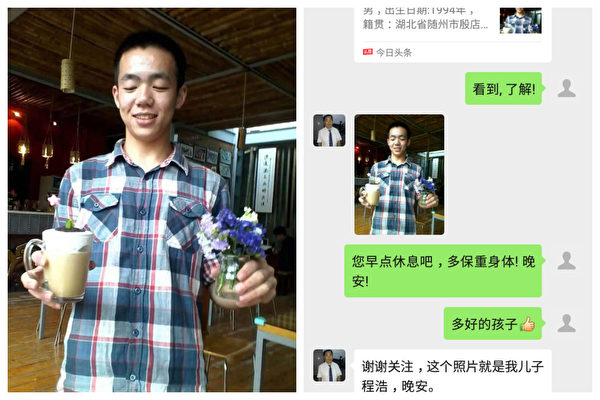 男，出生日期:1994年，
籍贯：湖北省随州市殷店...
今日头条
看到, 了解!
您早点休息吧，多保重身体! 晚
安!
多好的孩子👍
谢谢关注，这个照片就是我儿子
程浩，晚安。